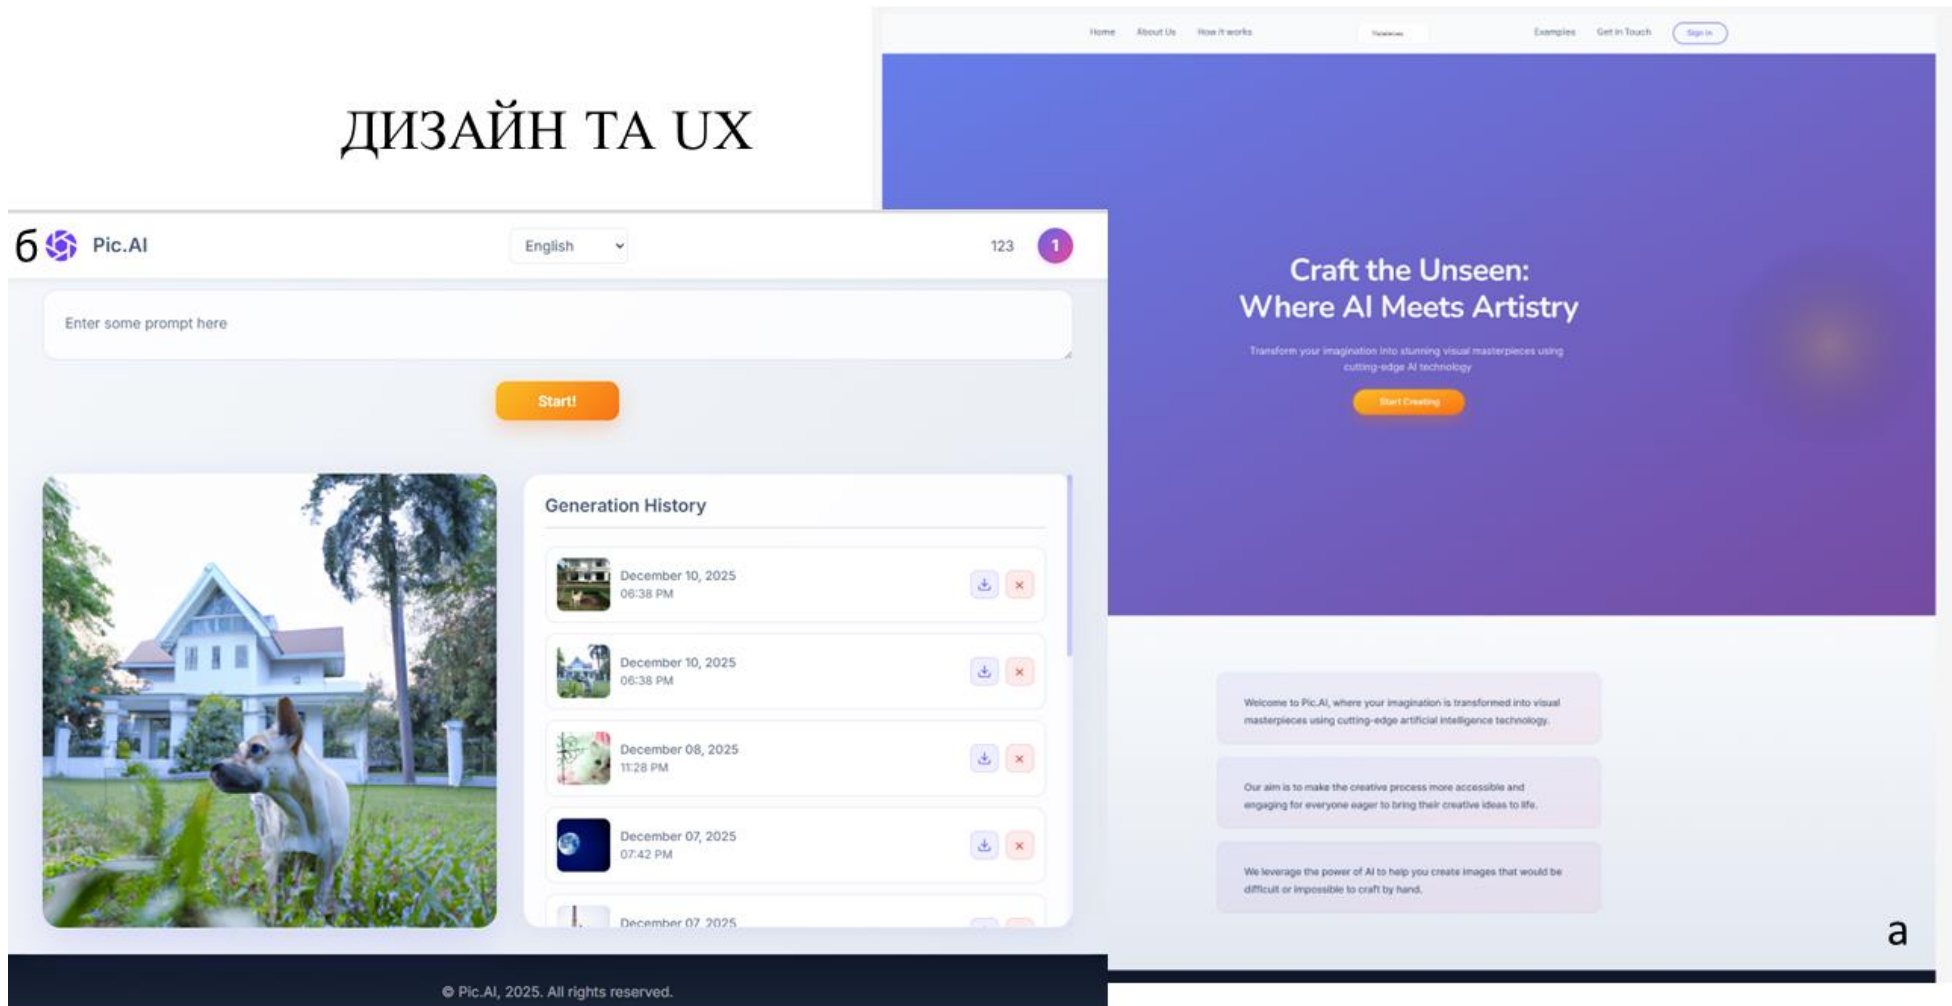 ДИЗАЙН ТА UX
Home About Us How it works Examples Get in Touch Sign in
Craft the Unseen:
Where AI Meets Artistry
Transform your imagination into stunning visual masterpieces using
cutting-edge AI technology
Start Creating
Welcome to Pic.AI, where your imagination is transformed into visual
masterpieces using cutting-edge artificial intelligence technology.
Our aim is to make the creative process more accessible and
engaging for everyone eager to bring their creative ideas to life.
We leverage the power of AI to help you create images that would be
difficult or impossible to craft by hand.
а
б Pic.AI English 123 1
Enter some prompt here
Start!
Generation History
December 10, 2025
06:38 PM
December 10, 2025
06:38 PM
December 08, 2025
11:28 PM
December 07, 2025
07:42 PM
December 07, 2025
© Pic.AI, 2025. All rights reserved.